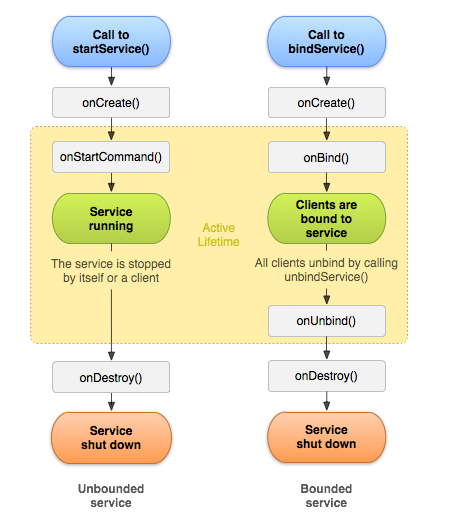 Call to
startService()
onCreate()
onStartCommand()
Service
running
The service is stopped
by itself or a client
onDestroy()
Service
shut down
Unbounded
service
Active
Lifetime
Call to
bindService()
onCreate()
onBind()
Clients are
bound to
service
All clients unbind by calling
unbindService()
onUnbind()
onDestroy()
Service
shut down
Bounded
service